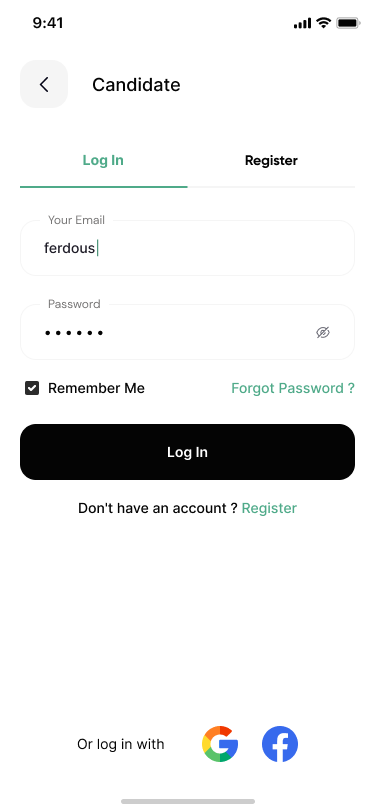 9:41
Candidate
Log In
Register
Your Email
ferdous
Password
••••••
Remember Me
Forgot Password ?
Log In
Don't have an account ? Register
Or log in with